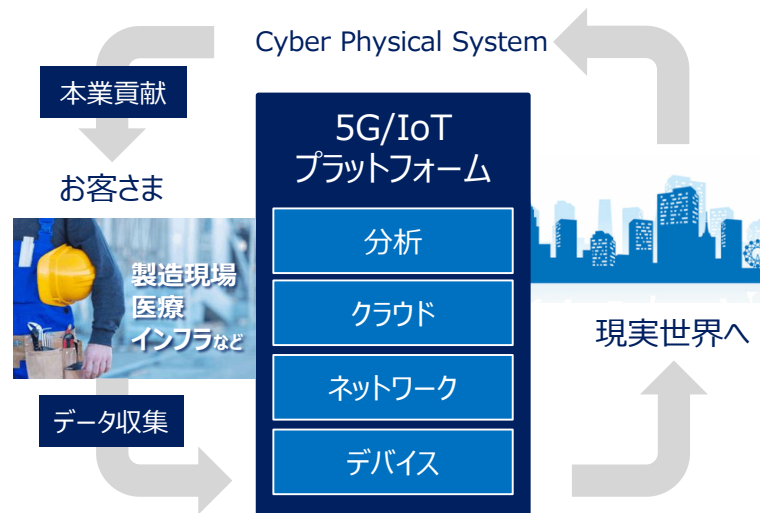 Cyber Physical System
本業貢献
お客さま
製造現場
医療
インフラなど
データ収集
5G/IoT
プラットフォーム
分析
クラウド
ネットワーク
デバイス
現実世界へ